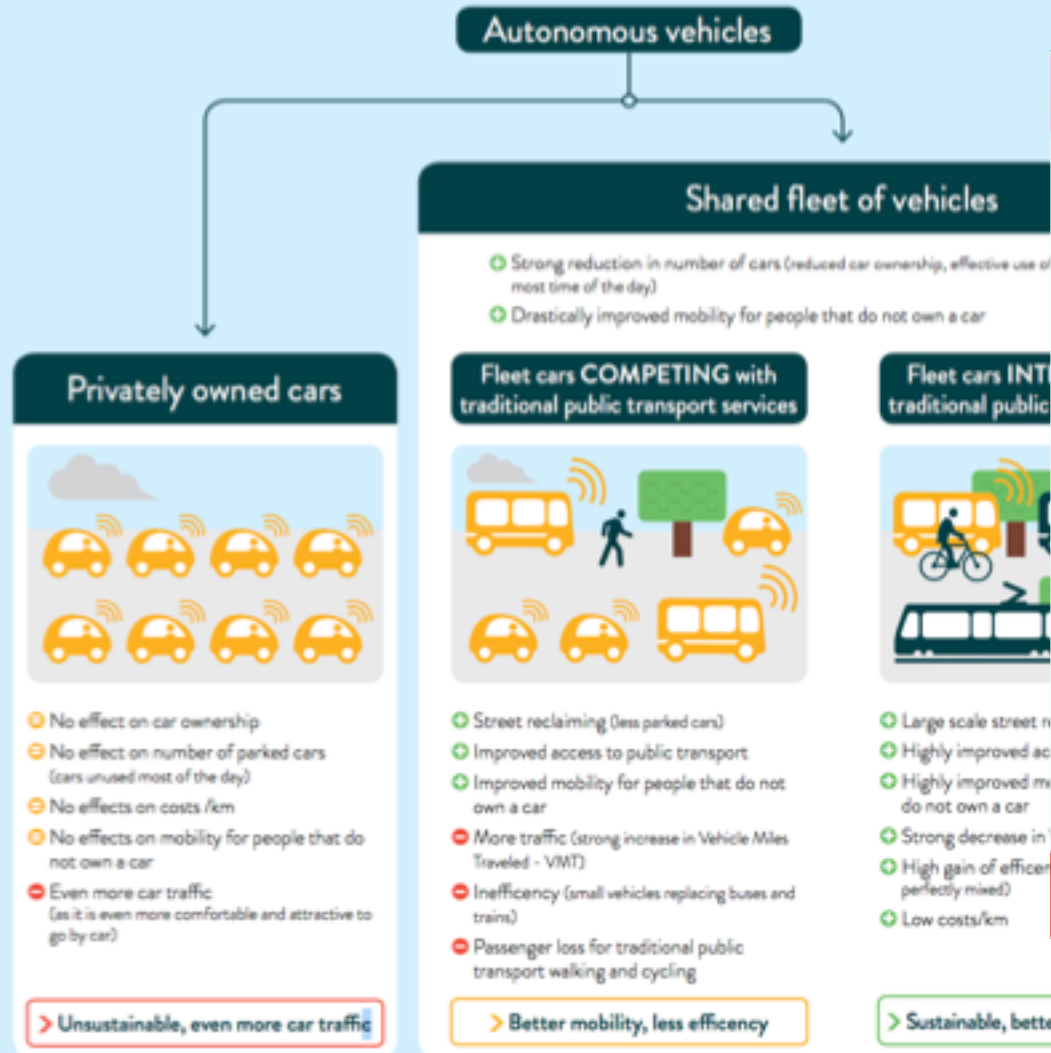 Autonomous vehicles
Shared fleet of vehicles
Strong reduction in number of cars (reduced car ownership, effective use of
most time of the day)
Drastically improved mobility for people that do not own a car
Privately owned cars
No effect on car ownership
No effect on number of parked cars
(cars unused most of the day)
No effects on costs /km
No effects on mobility for people that do
not own a car
Even more car traffic
(as it is even more comfortable and attractive to
go by car)
> Unsustainable, even more car traffic
Fleet cars COMPETING with
traditional public transport services
Street reclaiming (less parked cars)
Improved access to public transport
Improved mobility for people that do not
own a car
More traffic (strong increase in Vehicle Miles
Traveled - VMT)
Inefficency (small vehicles replacing buses and
trains)
Passenger loss for traditional public
transport walking and cycling
> Better mobility, less efficency
Fleet cars
traditional public
Large scale street
Highly improved
Highly improved
do not own a car
Strong decrease in
High gain of
perfectly mixed)
Low costs/km
> Sustainable,